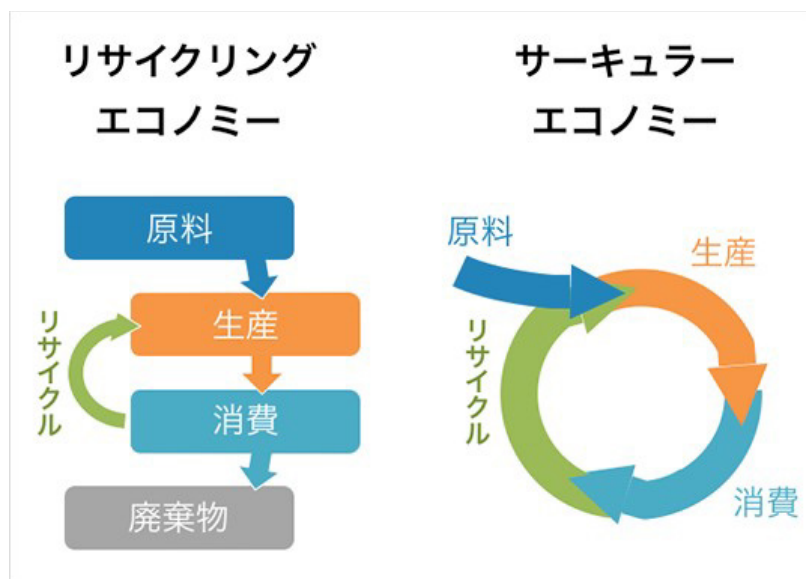 リサイクリング
エコノミー
原料
生産
リサイクル
消費
廃棄物
サーキュラー
エコノミー
原料
生産
リサイクル
消費